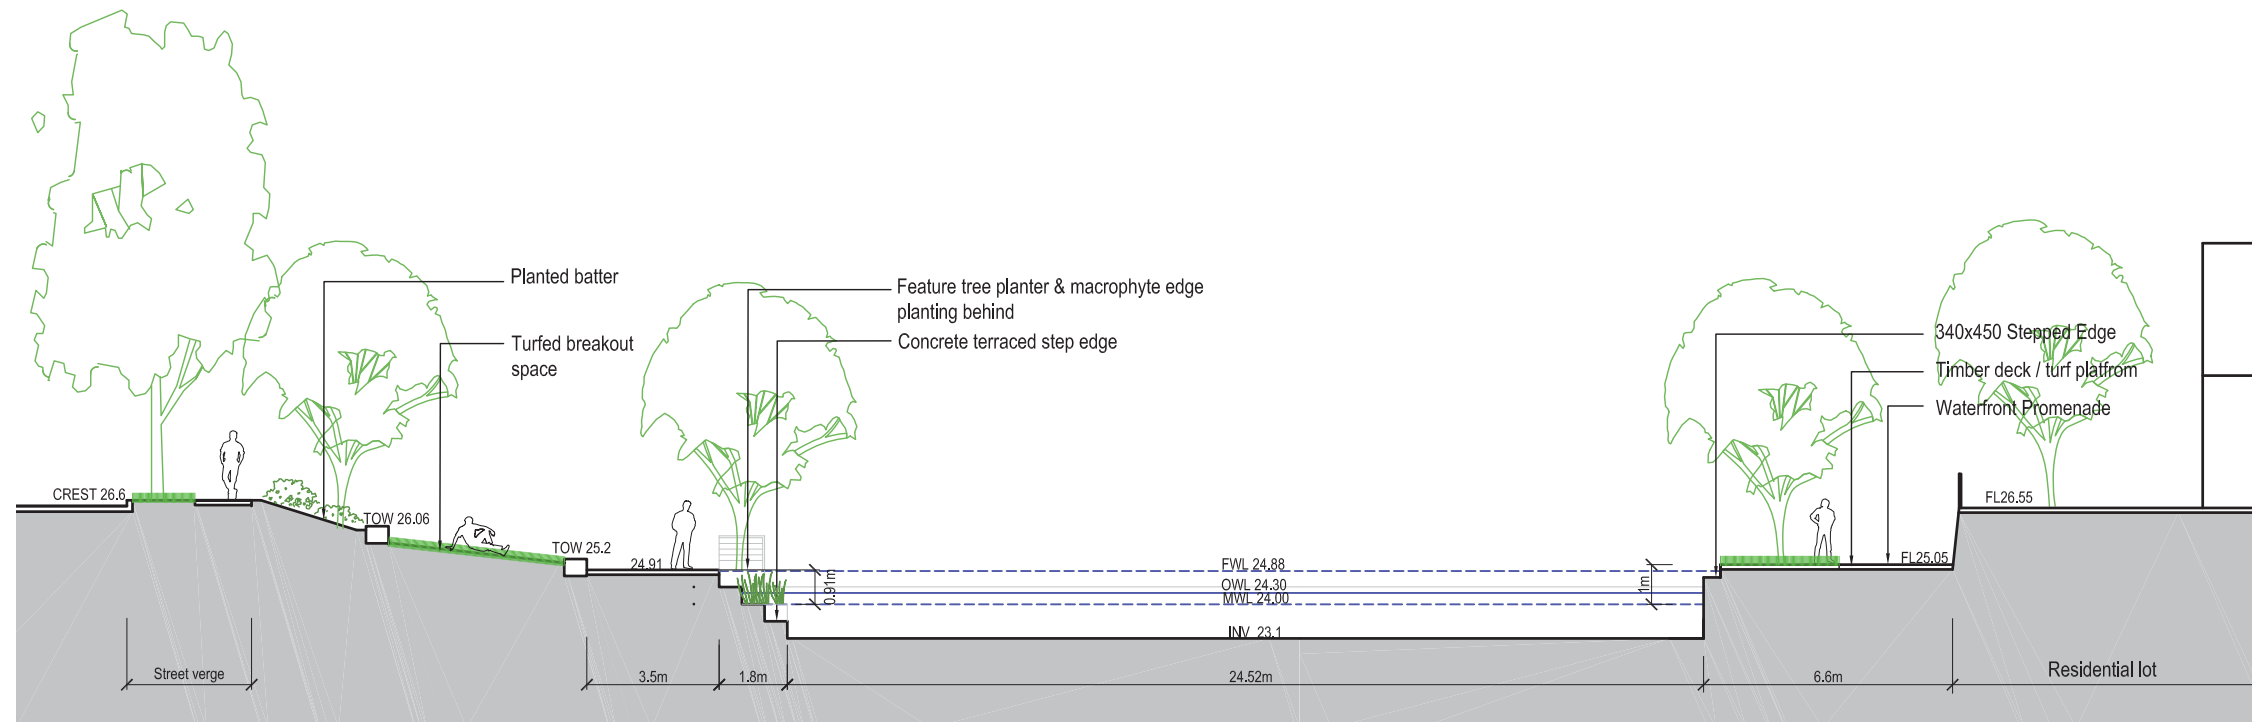 Planted batter
Turfed breakout
space
Feature tree planter & macrophyte edge
planting behind
Concrete terraced step edge
340x450 Stepped Edge
Timber deck / turf platfrom
Waterfront Promenade
CREST 26.6
TOW 26.06
TOW 25.2
24.91
FWL 24.88
OWL 24.30
MWL 24.00
INV 23.1
0.91m
1m
FL25.05
FL26.55
Street verge
3.5m
1.8m
24.52m
6.6m
Residential lot